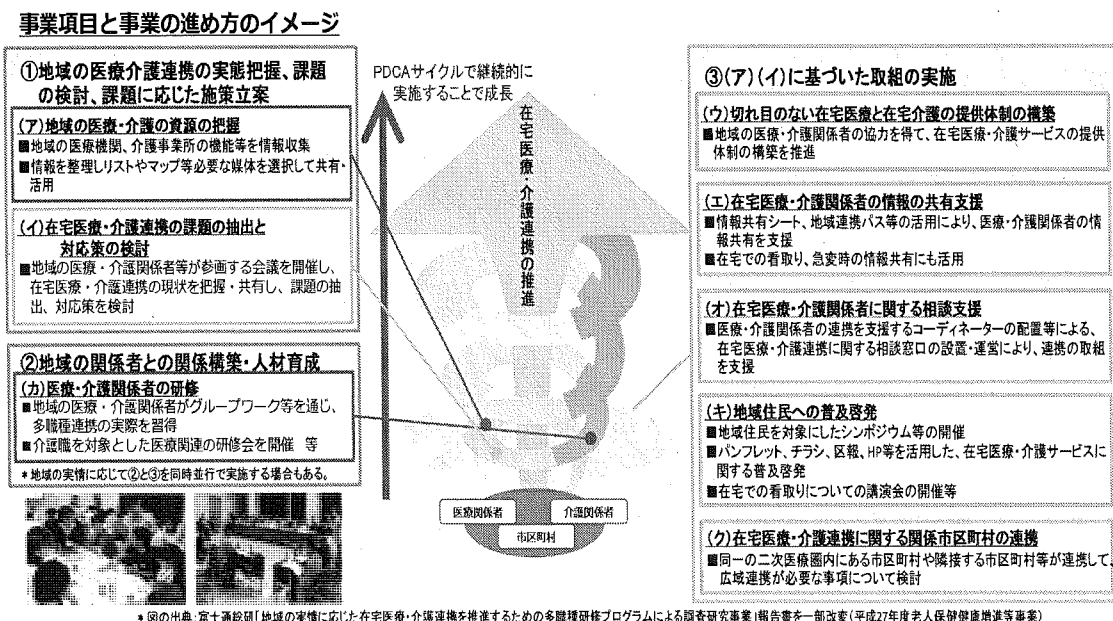 事業項目と事業の進め方のイメージ
①地域の医療介護連携の実態把握、課題
の検討、課題に応じた施策立案
(ア)地域の医療・介護の資源の把握
■地域の医療機関、介護事業所の機能等を情報収集
■情報を整理しリストやマップ等必要な媒体を選択して共有・
活用
(イ)在宅医療・介護連携の課題の抽出と
対応策の検討
■地域の医療・介護関係者等が参画する会議を開催し、
在宅医療・介護連携の現状を把握・共有し、課題の抽
出、対応策を検討
②地域の関係者との関係構築・人材育成
(カ)医療・介護関係者の研修
■地域の医療・介護関係者がグループワーク等を通じ、
多職種連携の実際を習得
■介護職を対象とした医療関連の研修会を開催 等
*地域の実情に応じて②と③を同時並行で実施する場合もある。
PDCAサイクルで継続的に
実施することで成長
在宅医療・介護連携の推進
医療関係者
介護関係者
市区町村
③(ア)(イ)に基づいた取組の実施
(ウ)切れ目のない在宅医療と在宅介護の提供体制の構築
■地域の医療・介護関係者の協力を得て、在宅医療・介護サービスの提供
体制の構築を推進
(エ)在宅医療・介護関係者の情報の共有支援
■情報共有シート、地域連携パス等の活用により、医療・介護関係者の情
報共有を支援
■在宅での看取り、急変時の情報共有にも活用
(オ)在宅医療・介護関係者に関する相談支援
■医療・介護関係者の連携を支援するコーディネーターの配置等による、
在宅医療・介護連携に関する相談窓口の設置・運営により、連携の取組
を支援
(キ)地域住民への普及啓発
■地域住民を対象にしたシンポジウム等の開催
■パンフレット、チラシ、区報、HP等を活用した、在宅医療・介護サービスに
関する普及啓発
■在宅での看取りについての講演会の開催等
(ク)在宅医療・介護連携に関する関係市区町村の連携
■同一の二次医療圏内にある市区町村や隣接する市区町村等が連携して、
広域連携が必要な事項について検討
*図の出典:富士通総研「地域の実情に応じた在宅医療・介護連携を推進するための多職種研修プログラムによる調査研究事業」報告書を一部改変(平成27年度老人保健健康増進等事業)